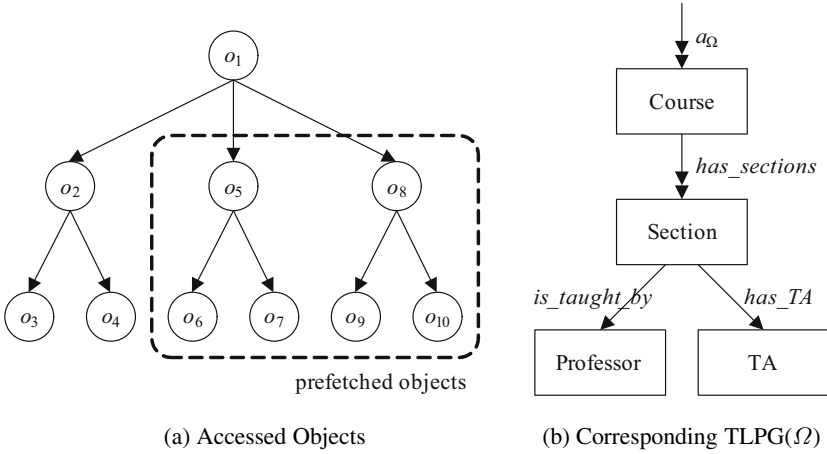 o1
o2
o5
o8
o3
o4
o6
o7
o9
o10
prefetched objects
(a) Accessed Objects
aΩ
Course
has_sections
Section
is_taught_by
has_TA
Professor
TA
(b) Corresponding TLPG(Ω)